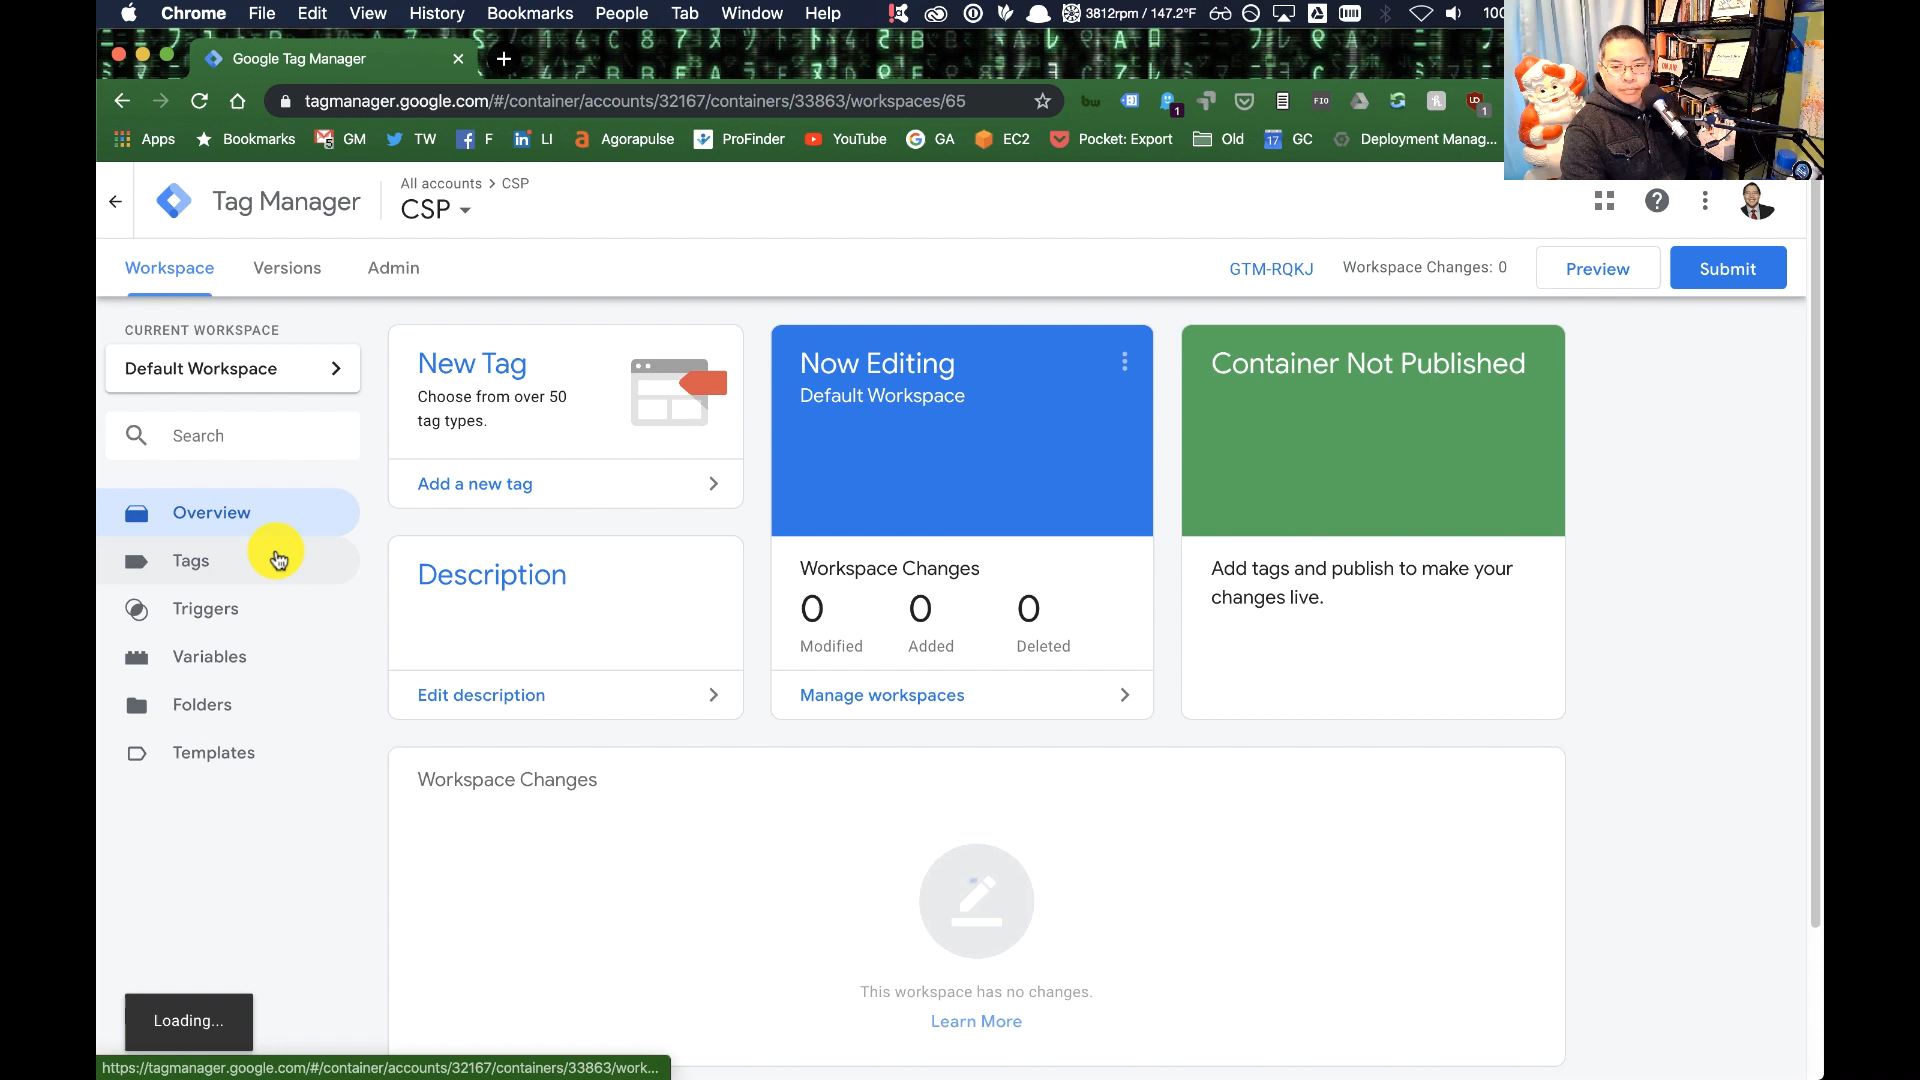 Chrome File Edit View History Bookmarks People Tab Window Help 3812rpm / 147.2°F 100
Google Tag Manager
tagmanager.google.com/#/container/accounts/32167/containers/33863/workspaces/65
Apps Bookmarks GM TW F LI Agorapulse ProFinder YouTube GA EC2 Pocket: Export Old GC Deployment Manag...
Tag Manager
All accounts > CSP
CSP
Workspace Versions Admin
GTM-RQKJ Workspace Changes: 0 Preview Submit
CURRENT WORKSPACE
Default Workspace
Search
Overview
Tags
Triggers
Variables
Folders
Templates
New Tag
Choose from over 50
tag types.
Add a new tag
Description
Edit description
Now Editing
Default Workspace
Workspace Changes
0 0 0
Modified Added Deleted
Manage workspaces
Container Not Published
Add tags and publish to make your
changes live.
Workspace Changes
This workspace has no changes.
Learn More
Loading...
https://tagmanager.google.com/#/container/accounts/32167/containers/33863/work...